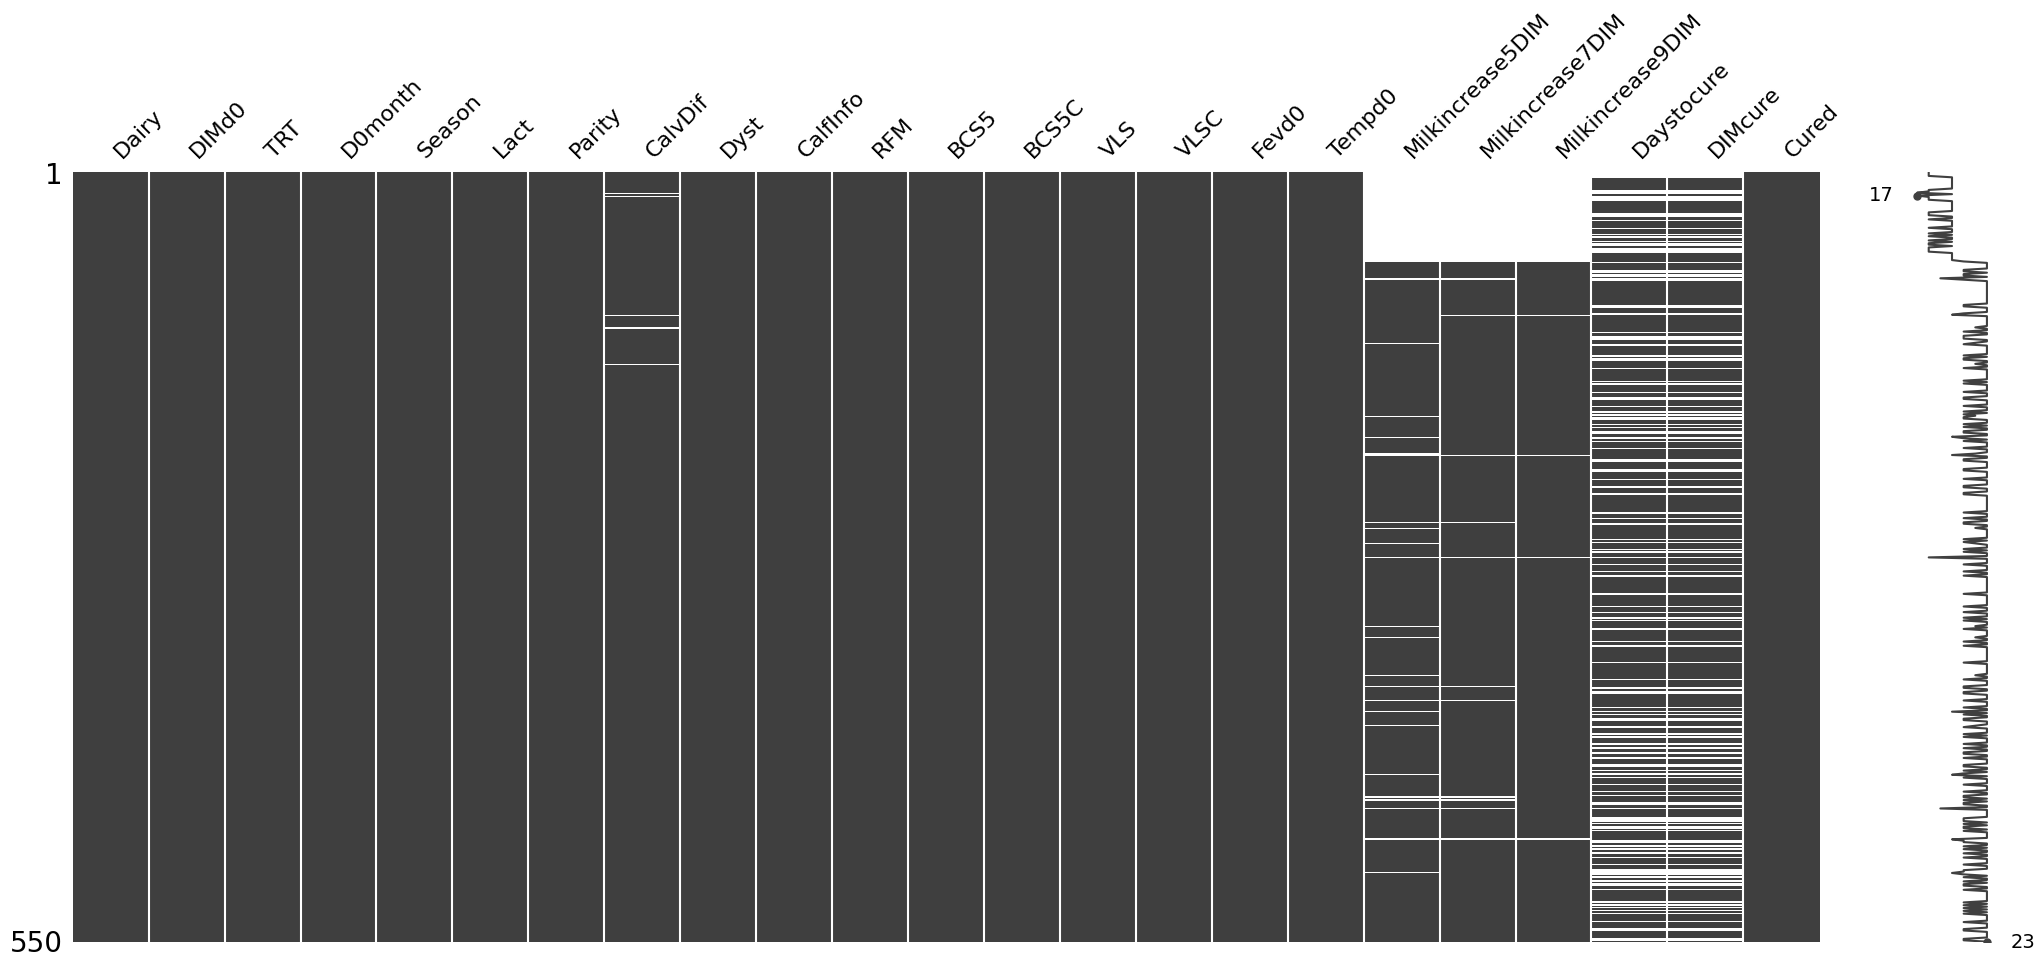 Dairy
DIMd0
TRT
D0month
Season
Lact
Parity
CalvDif
Dyst
CalfInfo
RFM
BCS5
BCS5C
VLS
VLSC
Fevd0
Tempd0
Milkincrease5DIM
Milkincrease7DIM
Milkincrease9DIM
Daystocure
DIMcure
Cured
1
17
550
23